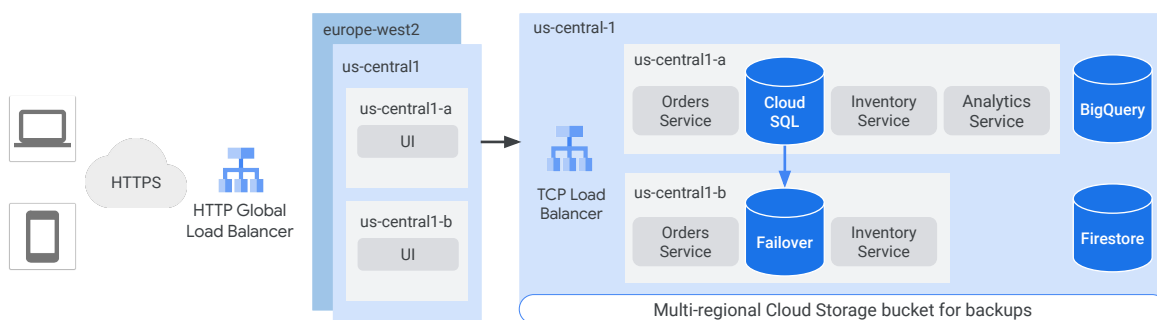 HTTPS
HTTP Global
Load Balancer
europe-west2
us-central1
us-central1-a
UI
us-central1-b
UI
us-central-1
TCP Load
Balancer
us-central1-a
Orders
Service
Cloud
SQL
Inventory
Service
Analytics
Service
us-central1-b
Orders
Service
Failover
Inventory
Service
BigQuery
Firestore
Multi-regional Cloud Storage bucket for backups